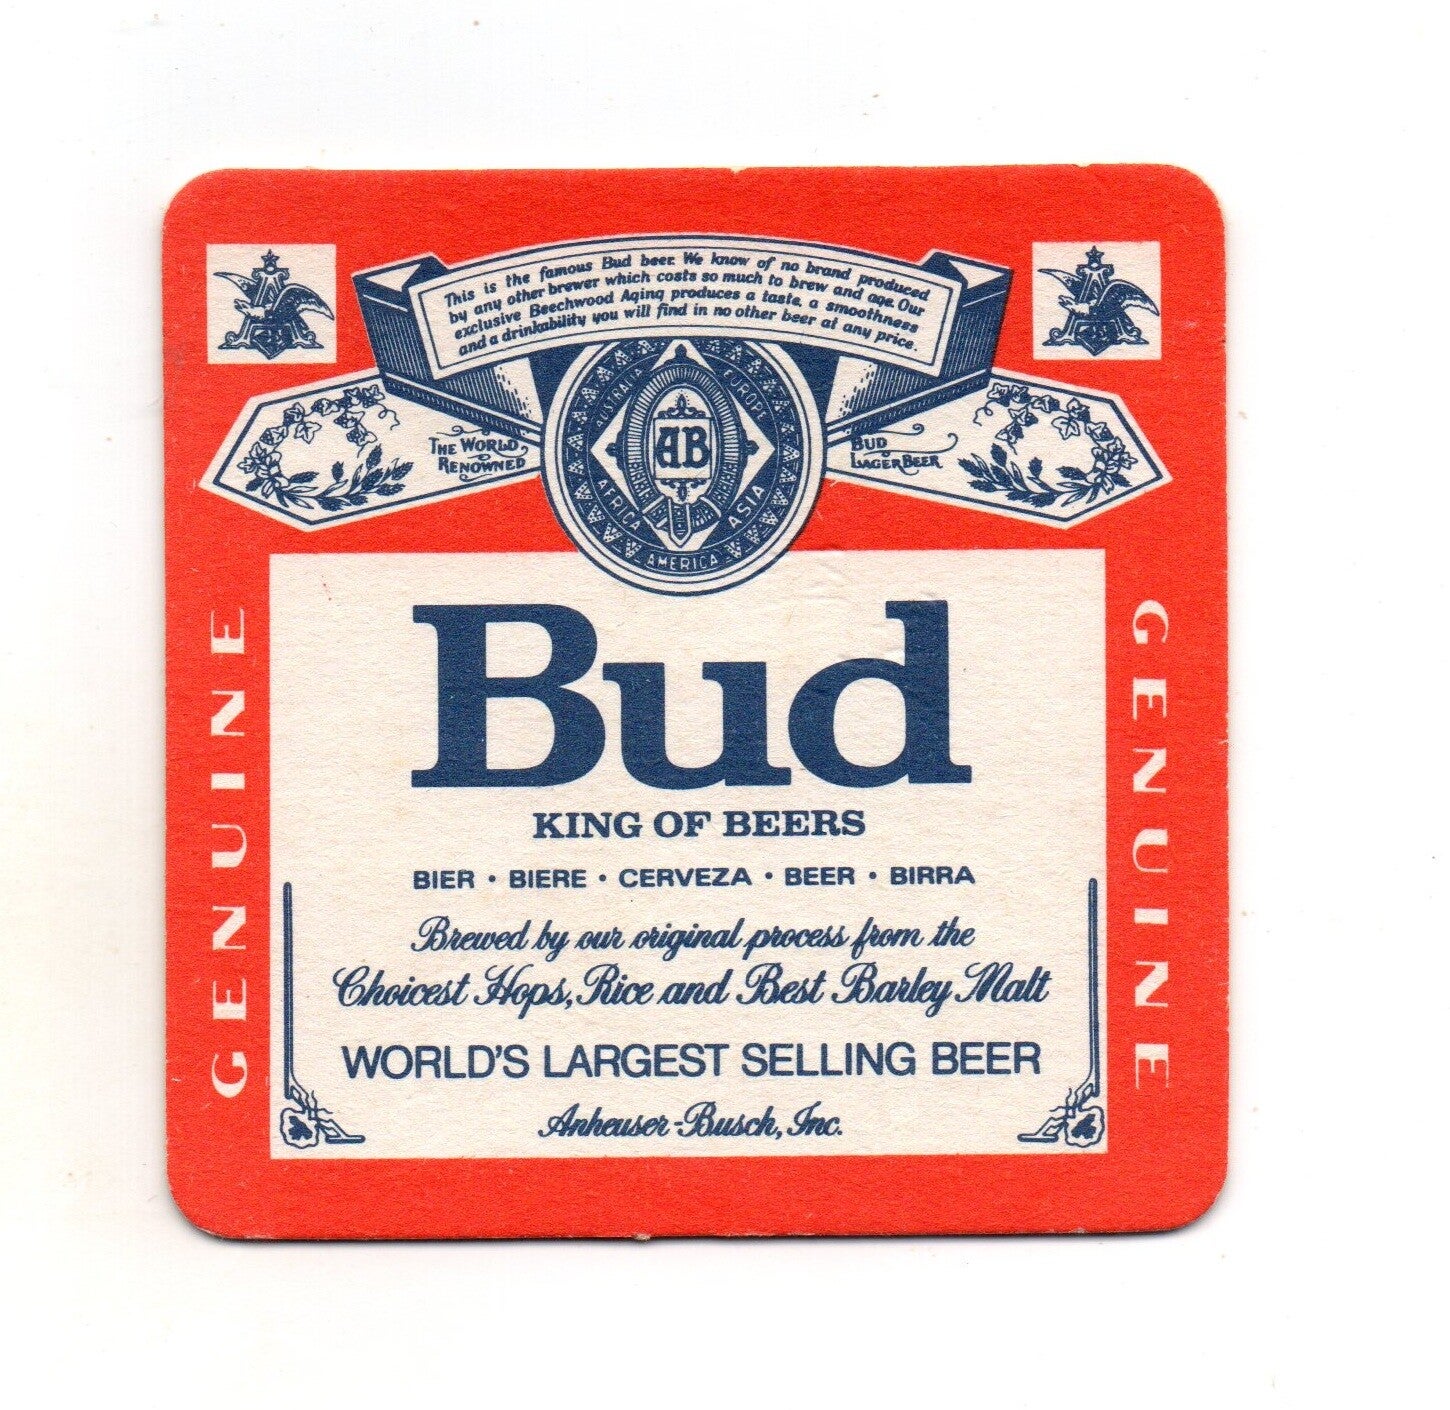 This is the famous Bud beer. We know of no brand produced
by any other brewer which costs so much to brew and age. Our
exclusive Beechwood Aging produces a taste, a smoothness
and a drinkability you will find in no other beer at any price.
THE WORLD
RENOWNED
AUSTRALIA
EUROPE
AB
AFRICA
ASIA
AMERICA
BUD
LAGER BEER
GENUINE
GENUINE
Bud
KING OF BEERS
BIER • BIERE • CERVEZA • BEER • BIRRA
Brewed by our original process from the
Choicest Hops, Rice and Best Barley Malt
WORLD'S LARGEST SELLING BEER
Anheuser-Busch, Inc.